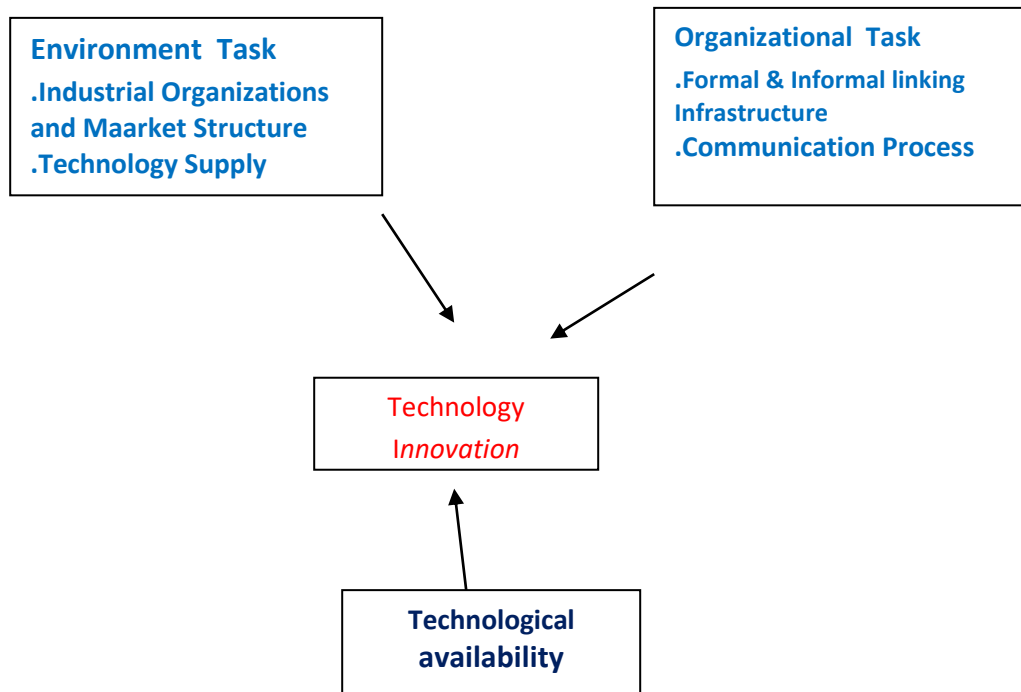 Environment Task
.Industrial Organizations
and Maarket Structure
.Technology Supply
Organizational Task
.Formal & Informal linking
Infrastructure
.Communication Process
Technology
Innovation
Technological
availability